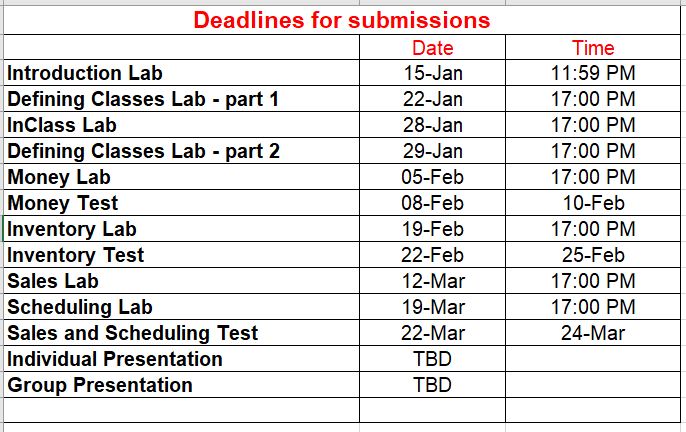 Deadlines for submissions
Date Time
Introduction Lab 15-Jan 11:59 PM
Defining Classes Lab - part 1 22-Jan 17:00 PM
InClass Lab 28-Jan 17:00 PM
Defining Classes Lab - part 2 29-Jan 17:00 PM
Money Lab 05-Feb 17:00 PM
Money Test 08-Feb 10-Feb
Inventory Lab 19-Feb 17:00 PM
Inventory Test 22-Feb 25-Feb
Sales Lab 12-Mar 17:00 PM
Scheduling Lab 19-Mar 17:00 PM
Sales and Scheduling Test 22-Mar 24-Mar
Individual Presentation TBD
Group Presentation TBD